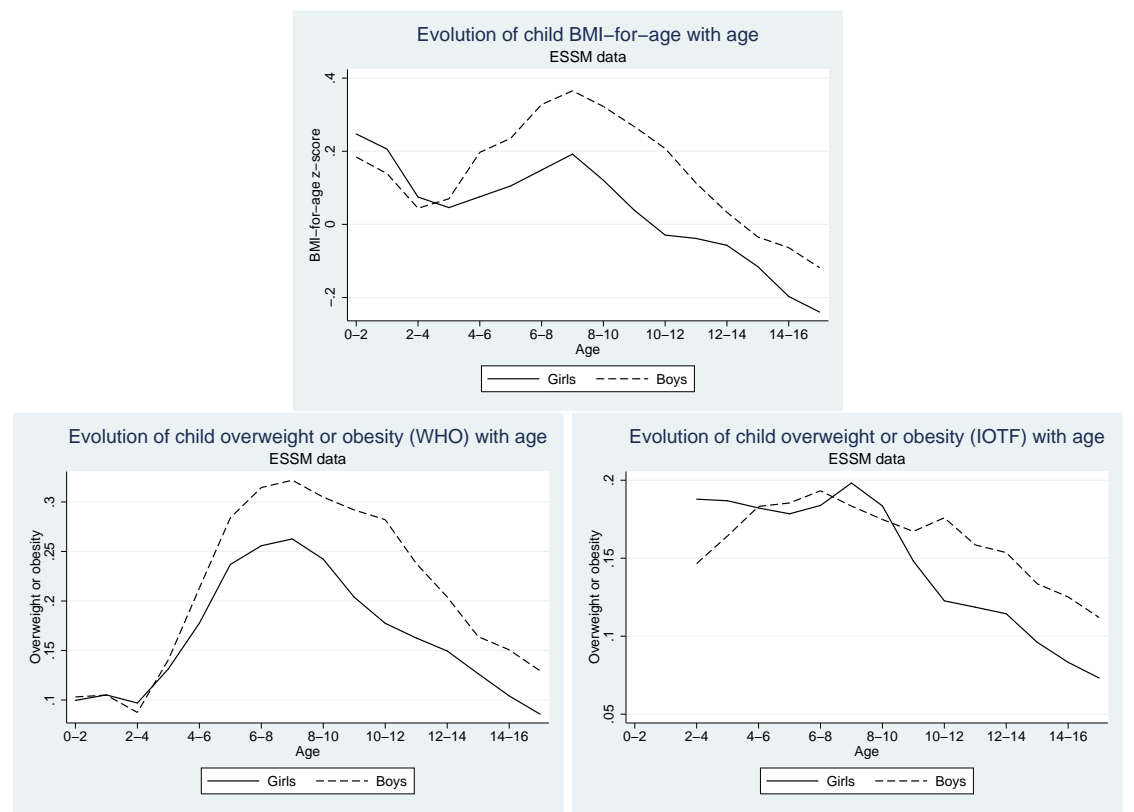 Evolution of child BMI−for−age with age
ESSM data
BMI−for−age z−score
.4
.2
0
−.2
0−2 2−4 4−6 6−8 8−10 10−12 12−14 14−16
Age
Girls Boys
Evolution of child overweight or obesity (WHO) with age
ESSM data
Overweight or obesity
.3
.25
.2
.15
.1
0−2 2−4 4−6 6−8 8−10 10−12 12−14 14−16
Age
Girls Boys
Evolution of child overweight or obesity (IOTF) with age
ESSM data
Overweight or obesity
.2
.15
.1
.05
0−2 2−4 4−6 6−8 8−10 10−12 12−14 14−16
Age
Girls Boys